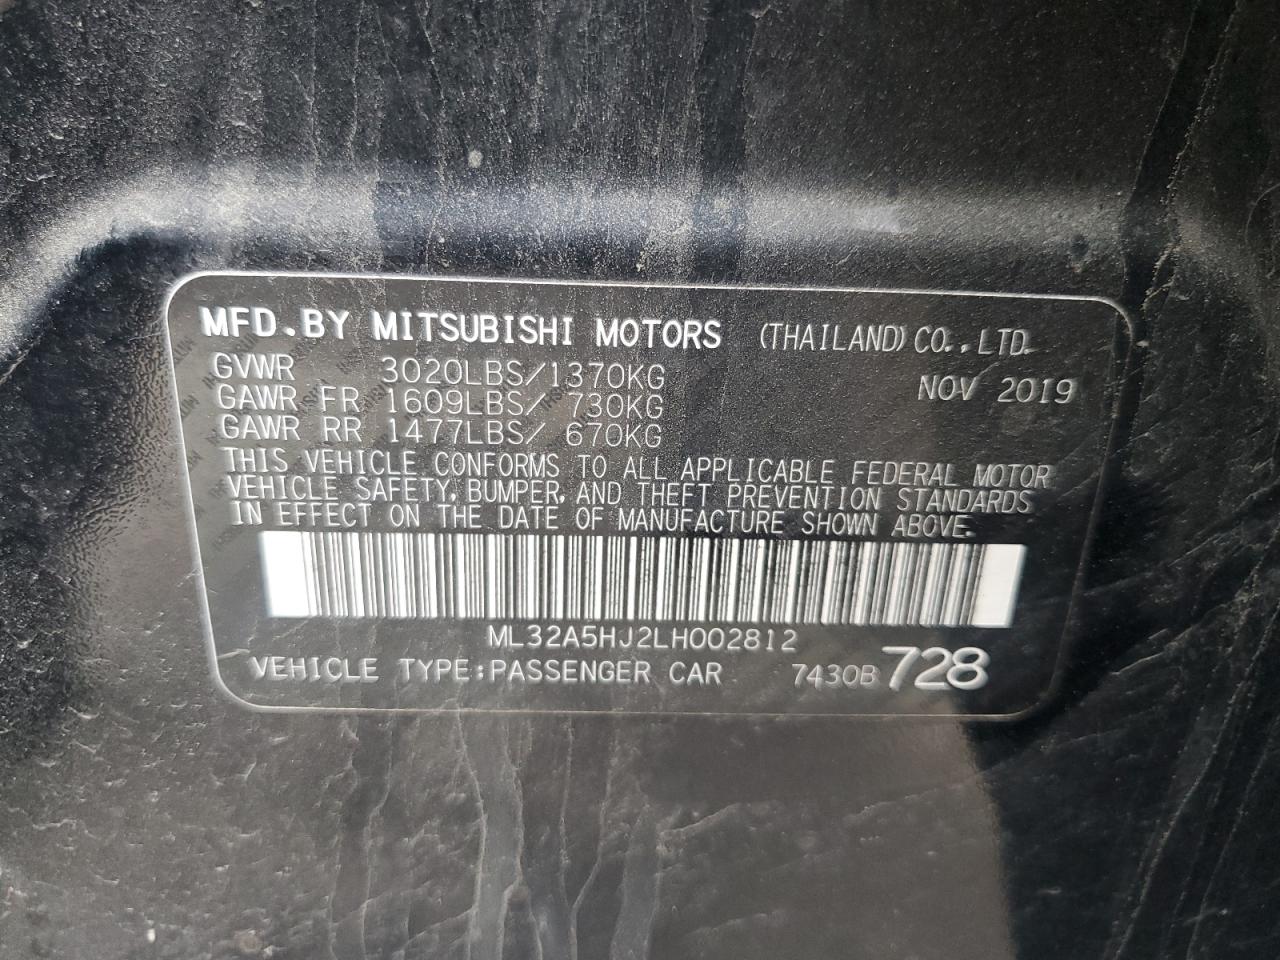 MFD.BY MITSUBISHI MOTORS (THAILAND) CO.,LTD.
GVWR 3020LBS/1370KG NOV 2019
GAWR FR 1609LBS/ 730KG
GAWR RR 1477LBS/ 670KG
THIS VEHICLE CONFORMS TO ALL APPLICABLE FEDERAL MOTOR
VEHICLE SAFETY, BUMPER, AND THEFT PREVENTION STANDARDS
IN EFFECT ON THE DATE OF MANUFACTURE SHOWN ABOVE.
ML32A5HJ2LH002812
VEHICLE TYPE:PASSENGER CAR 7430B 728